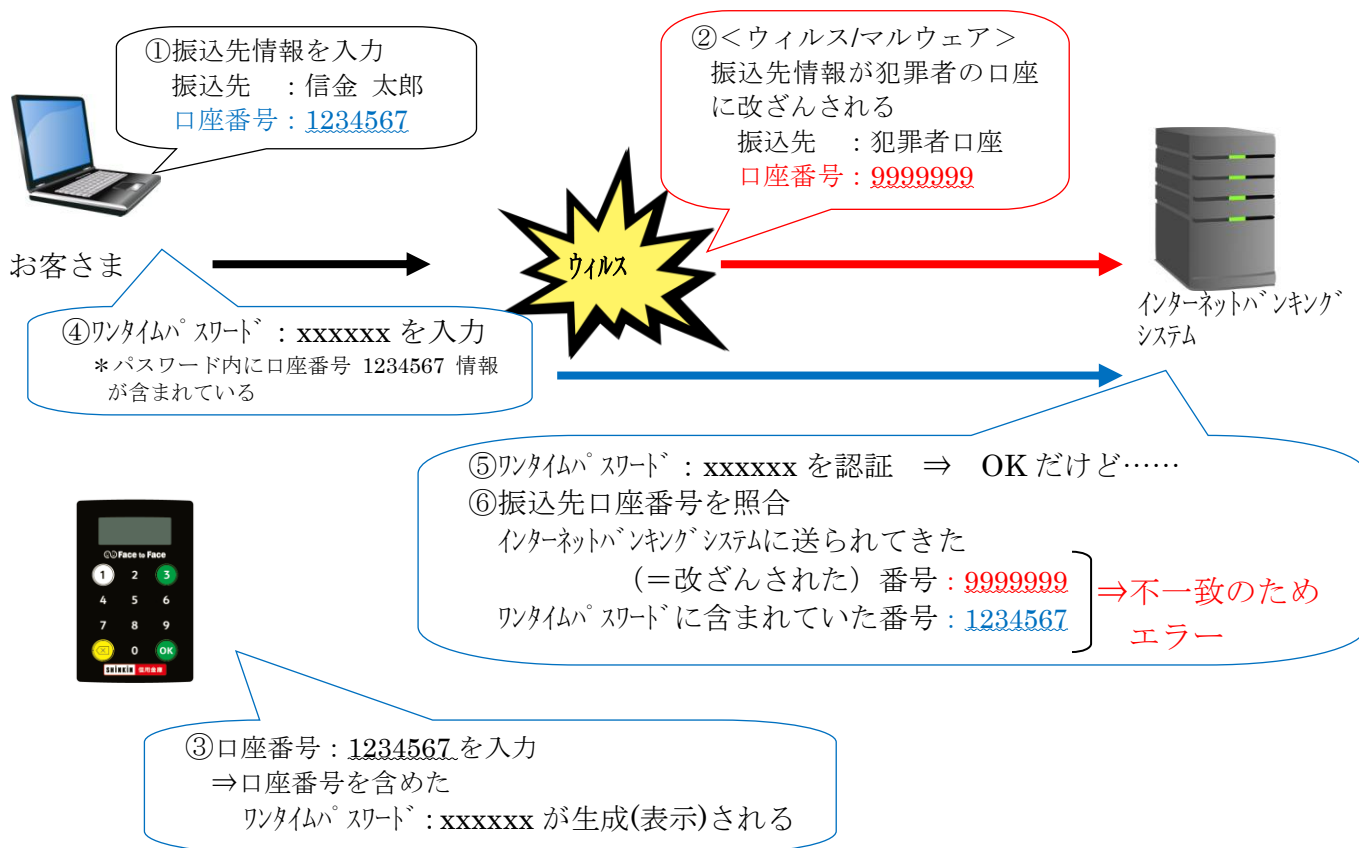 ①振込先情報を入力
振込先　：信金 太郎
口座番号：1234567
②＜ウィルス/マルウェア＞
振込先情報が犯罪者の口座
に改ざんされる
振込先　：犯罪者口座
口座番号：9999999
お客さま
ウィルス
インターネットバンキング
システム
④ワンタイムパスワード：xxxxxx を入力
＊パスワード内に口座番号 1234567 情報
が含まれている
⑤ワンタイムパスワード：xxxxxx を認証　⇒　OK だけど……
⑥振込先口座番号を照合
インターネットバンキングシステムに送られてきた
（＝改ざんされた）番号：9999999
ワンタイムパスワードに含まれていた番号：1234567
⇒不一致のため
エラー
Face to Face
1 2 3
4 5 6
7 8 9
0 OK
SHINKIN 信用金庫
③口座番号：1234567 を入力
⇒口座番号を含めた
ワンタイムパスワード：xxxxxx が生成(表示)される